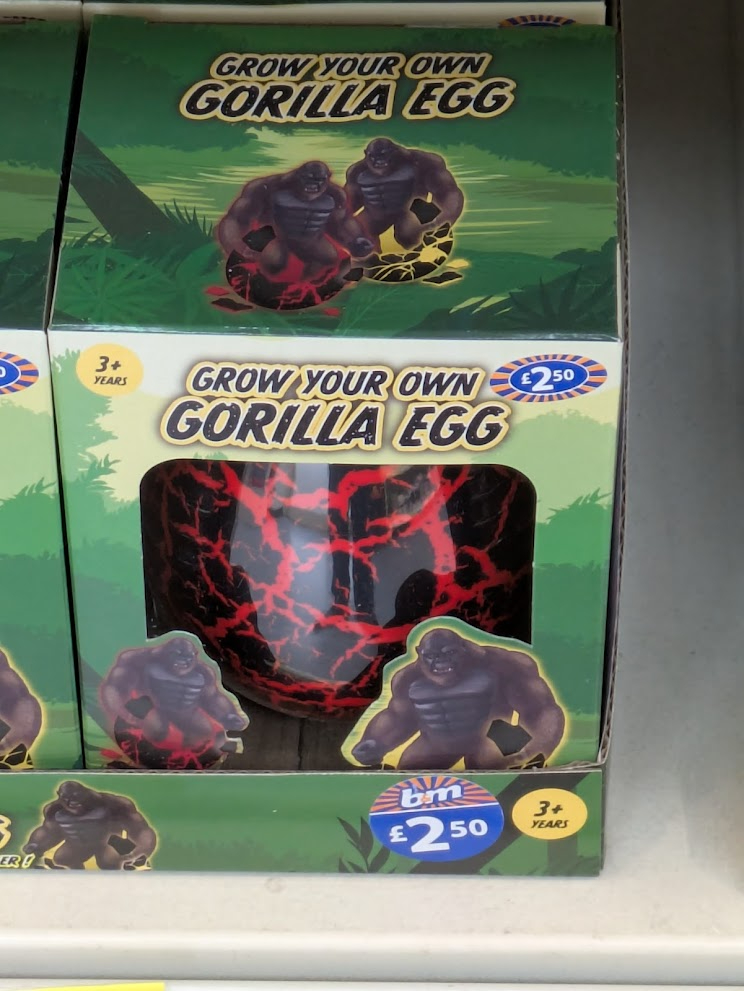 GROW YOUR OWN
GORILLA EGG
3+
YEARS
GROW YOUR OWN
GORILLA EGG
£2.50
b&m
£2.50
3+
YEARS